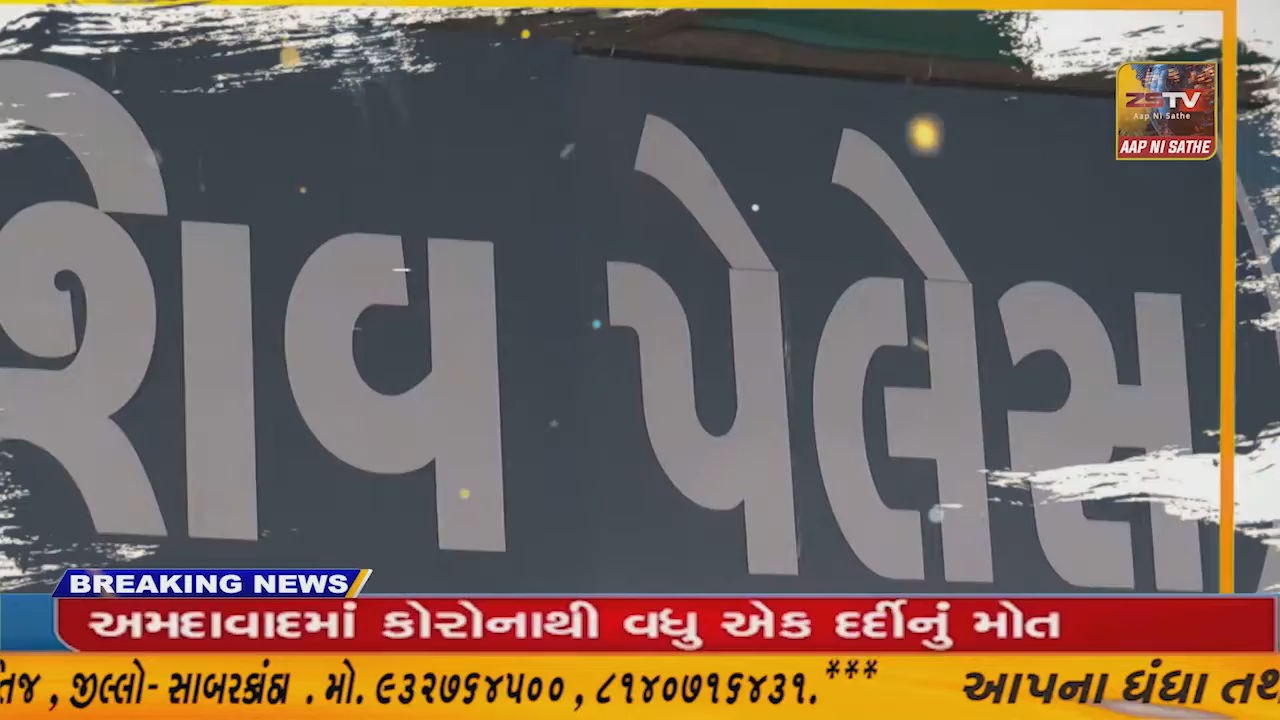 ZSTV
Aap Ni Sathe
AAP NI SATHE
શિવ પેલેસ
BREAKING NEWS
અમદાવાદમાં કોરોનાથી વધુ એક દર્દીનું મોત
તિજ , જીલ્લો- સાબરકાંઠા . મો. ૯૩૨૭૬૪૫૦૦ , ૮૧૪૦૭૧૬૪૩૧.*** આપના ધંધા તથ